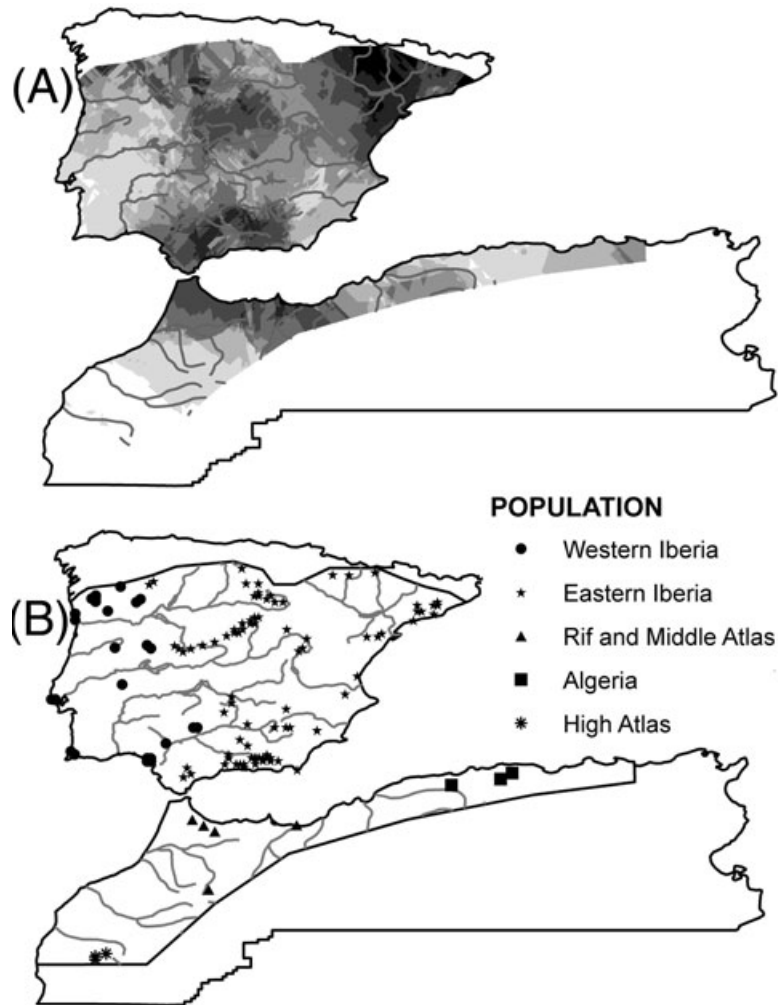 (A)
POPULATION
Western Iberia
(B)
Eastern Iberia
Rif and Middle Atlas
Algeria
High Atlas